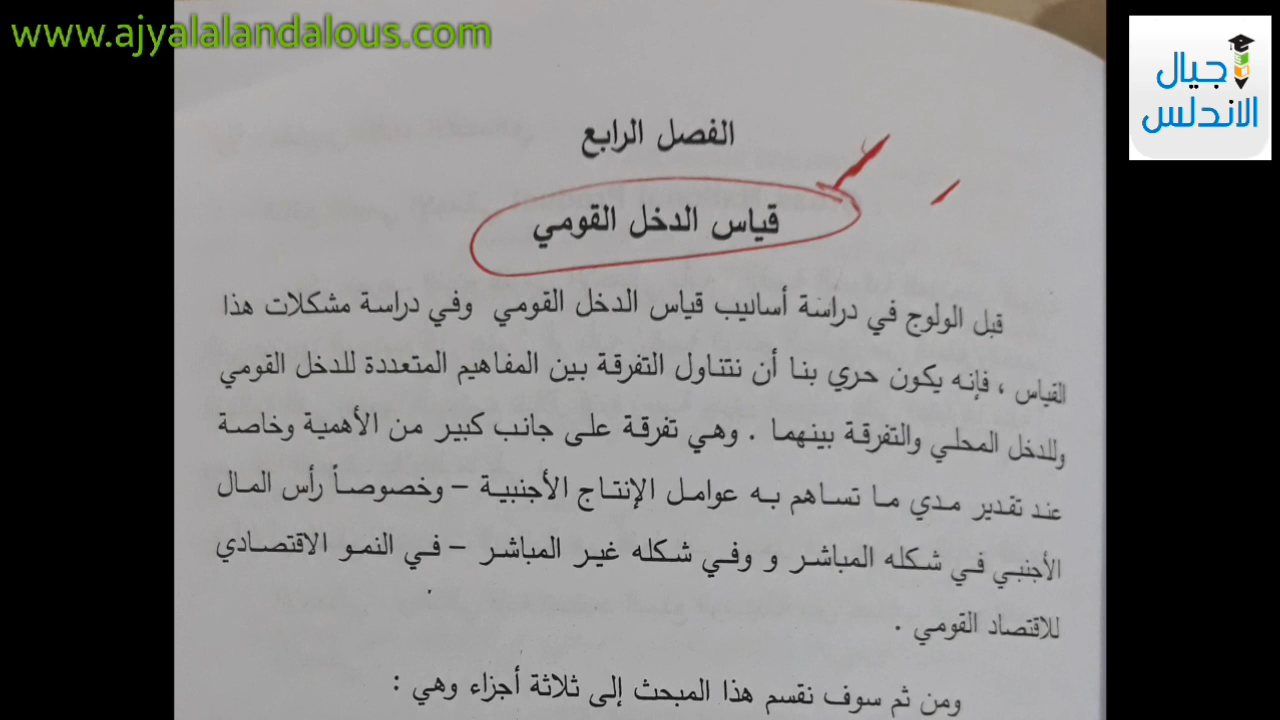 www.ajyalalandalous.com
أجيال
الاندلس
الفصل الرابع
قياس الدخل القومي
قبل الولوج في دراسة أساليب قياس الدخل القومي وفي دراسة مشكلات هذا
القياس ، فإنه يكون حري بنا أن نتناول التفرقة بين المفاهيم المتعددة للدخل القومي
وللدخل المحلي والتفرقة بينهما . وهي تفرقة على جانب كبير من الأهمية وخاصة
عند تقدير مدي ما تساهم به عوامل الإنتاج الأجنبية – وخصوصاً رأس المال
الأجنبي في شكله المباشر و وفي شكله غير المباشر – في النمو الاقتصادي
للاقتصاد القومي .
ومن ثم سوف نقسم هذا المبحث إلى ثلاثة أجزاء وهي :